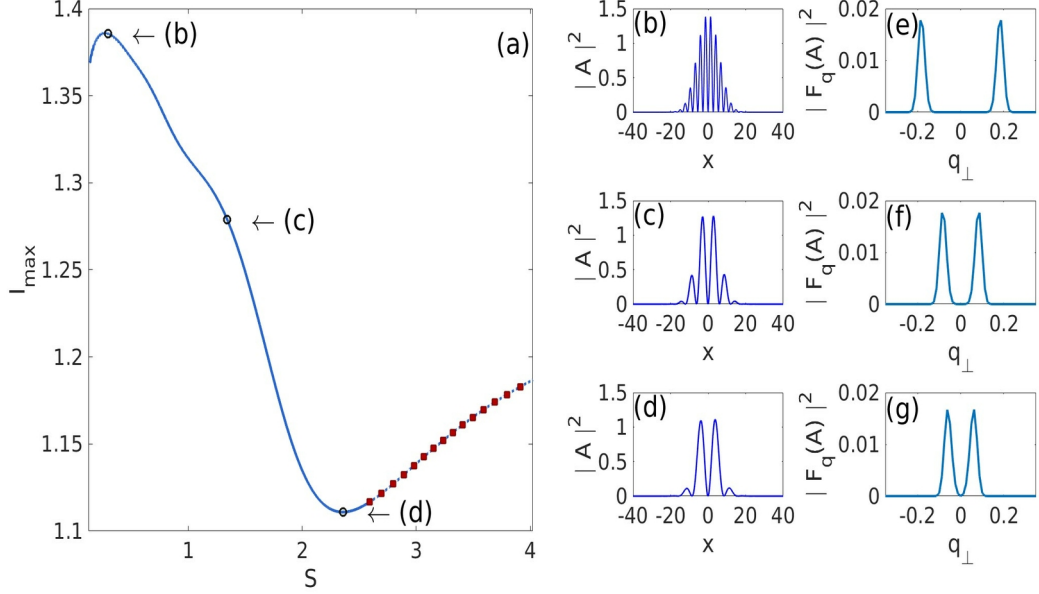 (a)
1.4
1.35
1.3
1.25
1.2
1.15
1.1
I_max
1 2 3 4
S
← (b)
← (c)
← (d)
(b)
1.5
1
0.5
0
| A |²
-40 -20 0 20 40
x
(e)
0.02
0.01
0
| F_q(A) |²
-0.2 0 0.2
q_⊥
(c)
1.5
1
0.5
0
| A |²
-40 -20 0 20 40
x
(f)
0.02
0.01
0
| F_q(A) |²
-0.2 0 0.2
q_⊥
(d)
1.5
1
0.5
0
| A |²
-40 -20 0 20 40
x
(g)
0.02
0.01
0
| F_q(A) |²
-0.2 0 0.2
q_⊥